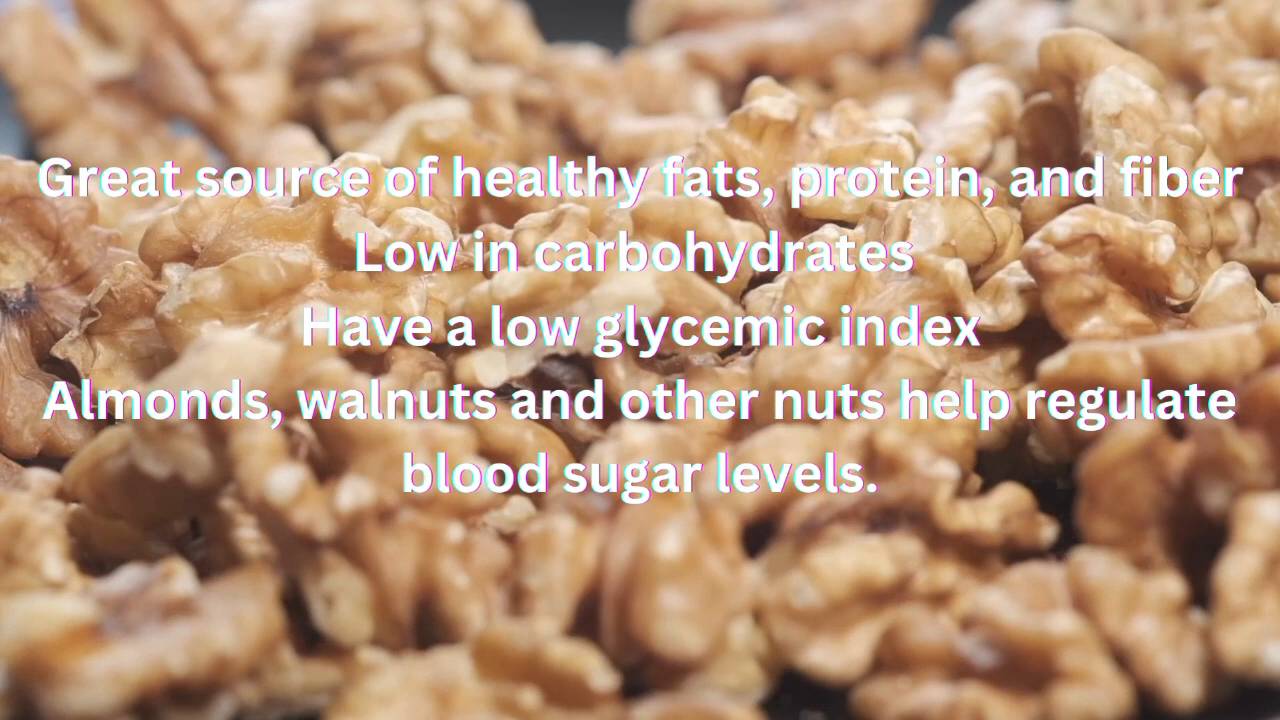 Great source of healthy fats, protein, and fiber
Low in carbohydrates
Have a low glycemic index
Almonds, walnuts and other nuts help regulate
blood sugar levels.